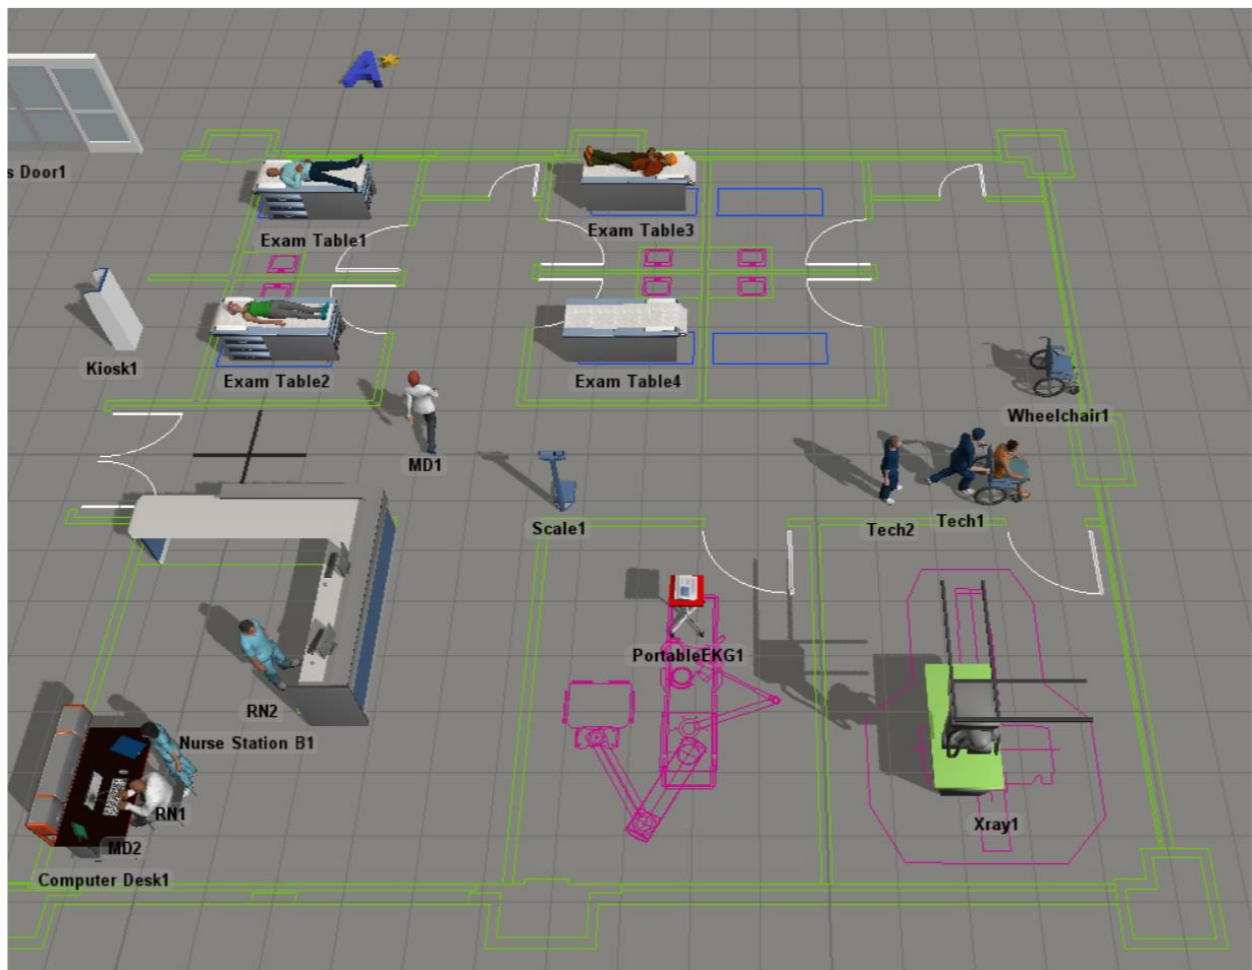 A
s Door1
Exam Table1
Exam Table3
Kiosk1
Exam Table2
Exam Table4
Wheelchair1
MD1
Scale1
Tech2
Tech1
PortableEKG1
RN2
Nurse Station B1
RN1
Xray1
MD2
Computer Desk1